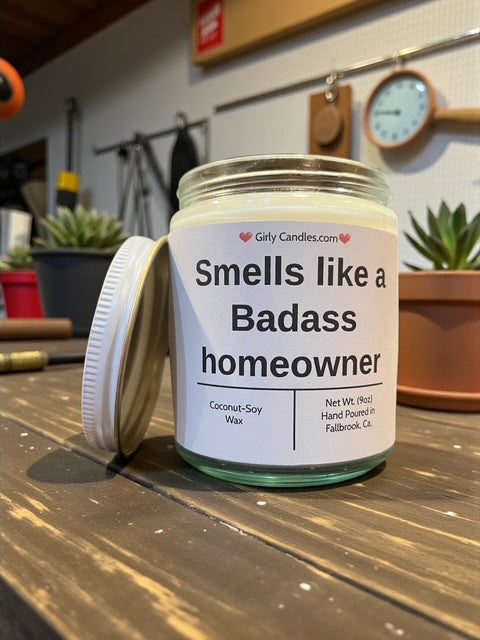 ❤Girly Candles.com❤
Smells like a
Badass
homeowner
Coconut-Soy
Wax
Net Wt. (9oz)
Hand Poured in
Fallbrook, Ca.